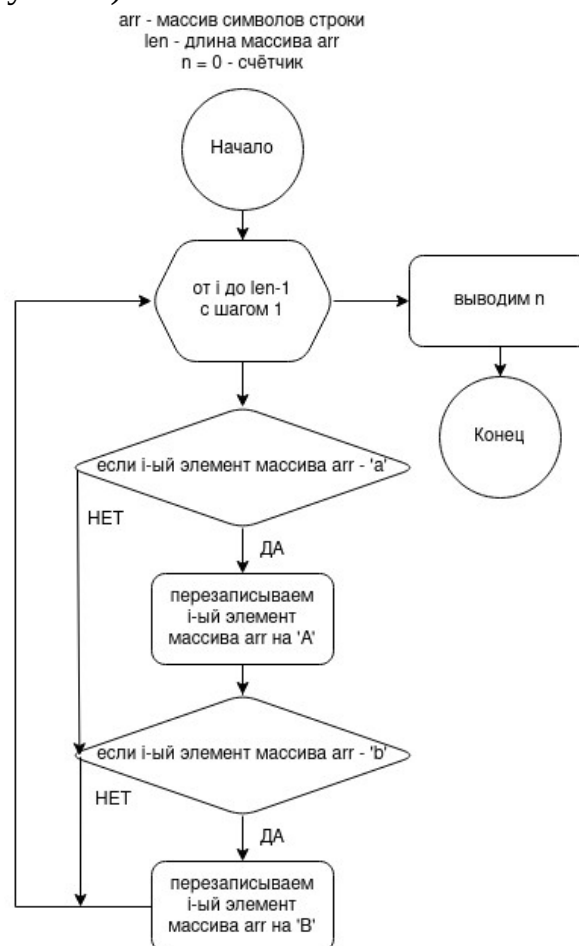 arr - массив символов строки
len - длина массива arr
n = 0 - счётчик
Начало
от i до len-1
с шагом 1
выводим n
Конец
если i-ый элемент массива arr - 'a'
НЕТ
ДА
перезаписываем
i-ый элемент
массива arr на 'A'
если i-ый элемент массива arr - 'b'
НЕТ
ДА
перезаписываем
i-ый элемент
массива arr на 'B'